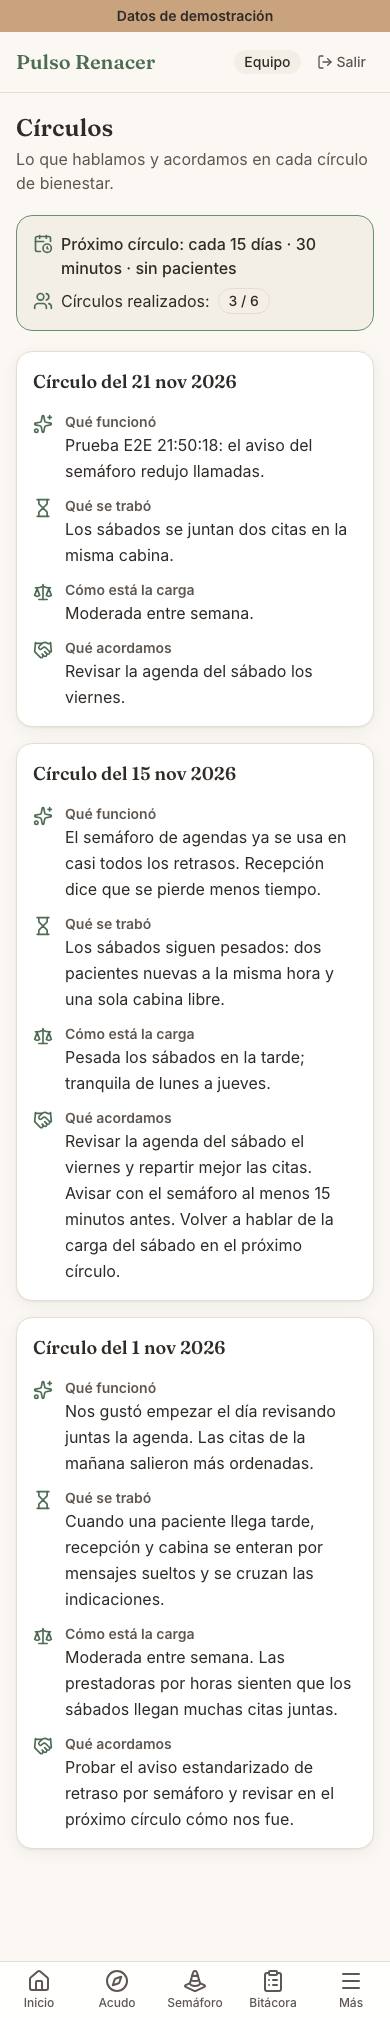 Datos de demostración
Pulso Renacer
Equipo
Salir
Círculos
Lo que hablamos y acordamos en cada círculo
de bienestar.
Próximo círculo: cada 15 días · 30
minutos · sin pacientes
Círculos realizados: 3 / 6
Círculo del 21 nov 2026
Qué funcionó
Prueba E2E 21:50:18: el aviso del
semáforo redujo llamadas.
Qué se trabó
Los sábados se juntan dos citas en la
misma cabina.
Cómo está la carga
Moderada entre semana.
Qué acordamos
Revisar la agenda del sábado los
viernes.
Círculo del 15 nov 2026
Qué funcionó
El semáforo de agendas ya se usa en
casi todos los retrasos. Recepción
dice que se pierde menos tiempo.
Qué se trabó
Los sábados siguen pesados: dos
pacientes nuevas a la misma hora y
una sola cabina libre.
Cómo está la carga
Pesada los sábados en la tarde;
tranquila de lunes a jueves.
Qué acordamos
Revisar la agenda del sábado el
viernes y repartir mejor las citas.
Avisar con el semáforo al menos 15
minutos antes. Volver a hablar de la
carga del sábado en el próximo
círculo.
Círculo del 1 nov 2026
Qué funcionó
Nos gustó empezar el día revisando
juntas la agenda. Las citas de la
mañana salieron más ordenadas.
Qué se trabó
Cuando una paciente llega tarde,
recepción y cabina se enteran por
mensajes sueltos y se cruzan las
indicaciones.
Cómo está la carga
Moderada entre semana. Las
prestadoras por horas sienten que los
sábados llegan muchas citas juntas.
Qué acordamos
Probar el aviso estandarizado de
retraso por semáforo y revisar en el
próximo círculo cómo nos fue.
Inicio
Acudo
Semáforo
Bitácora
Más